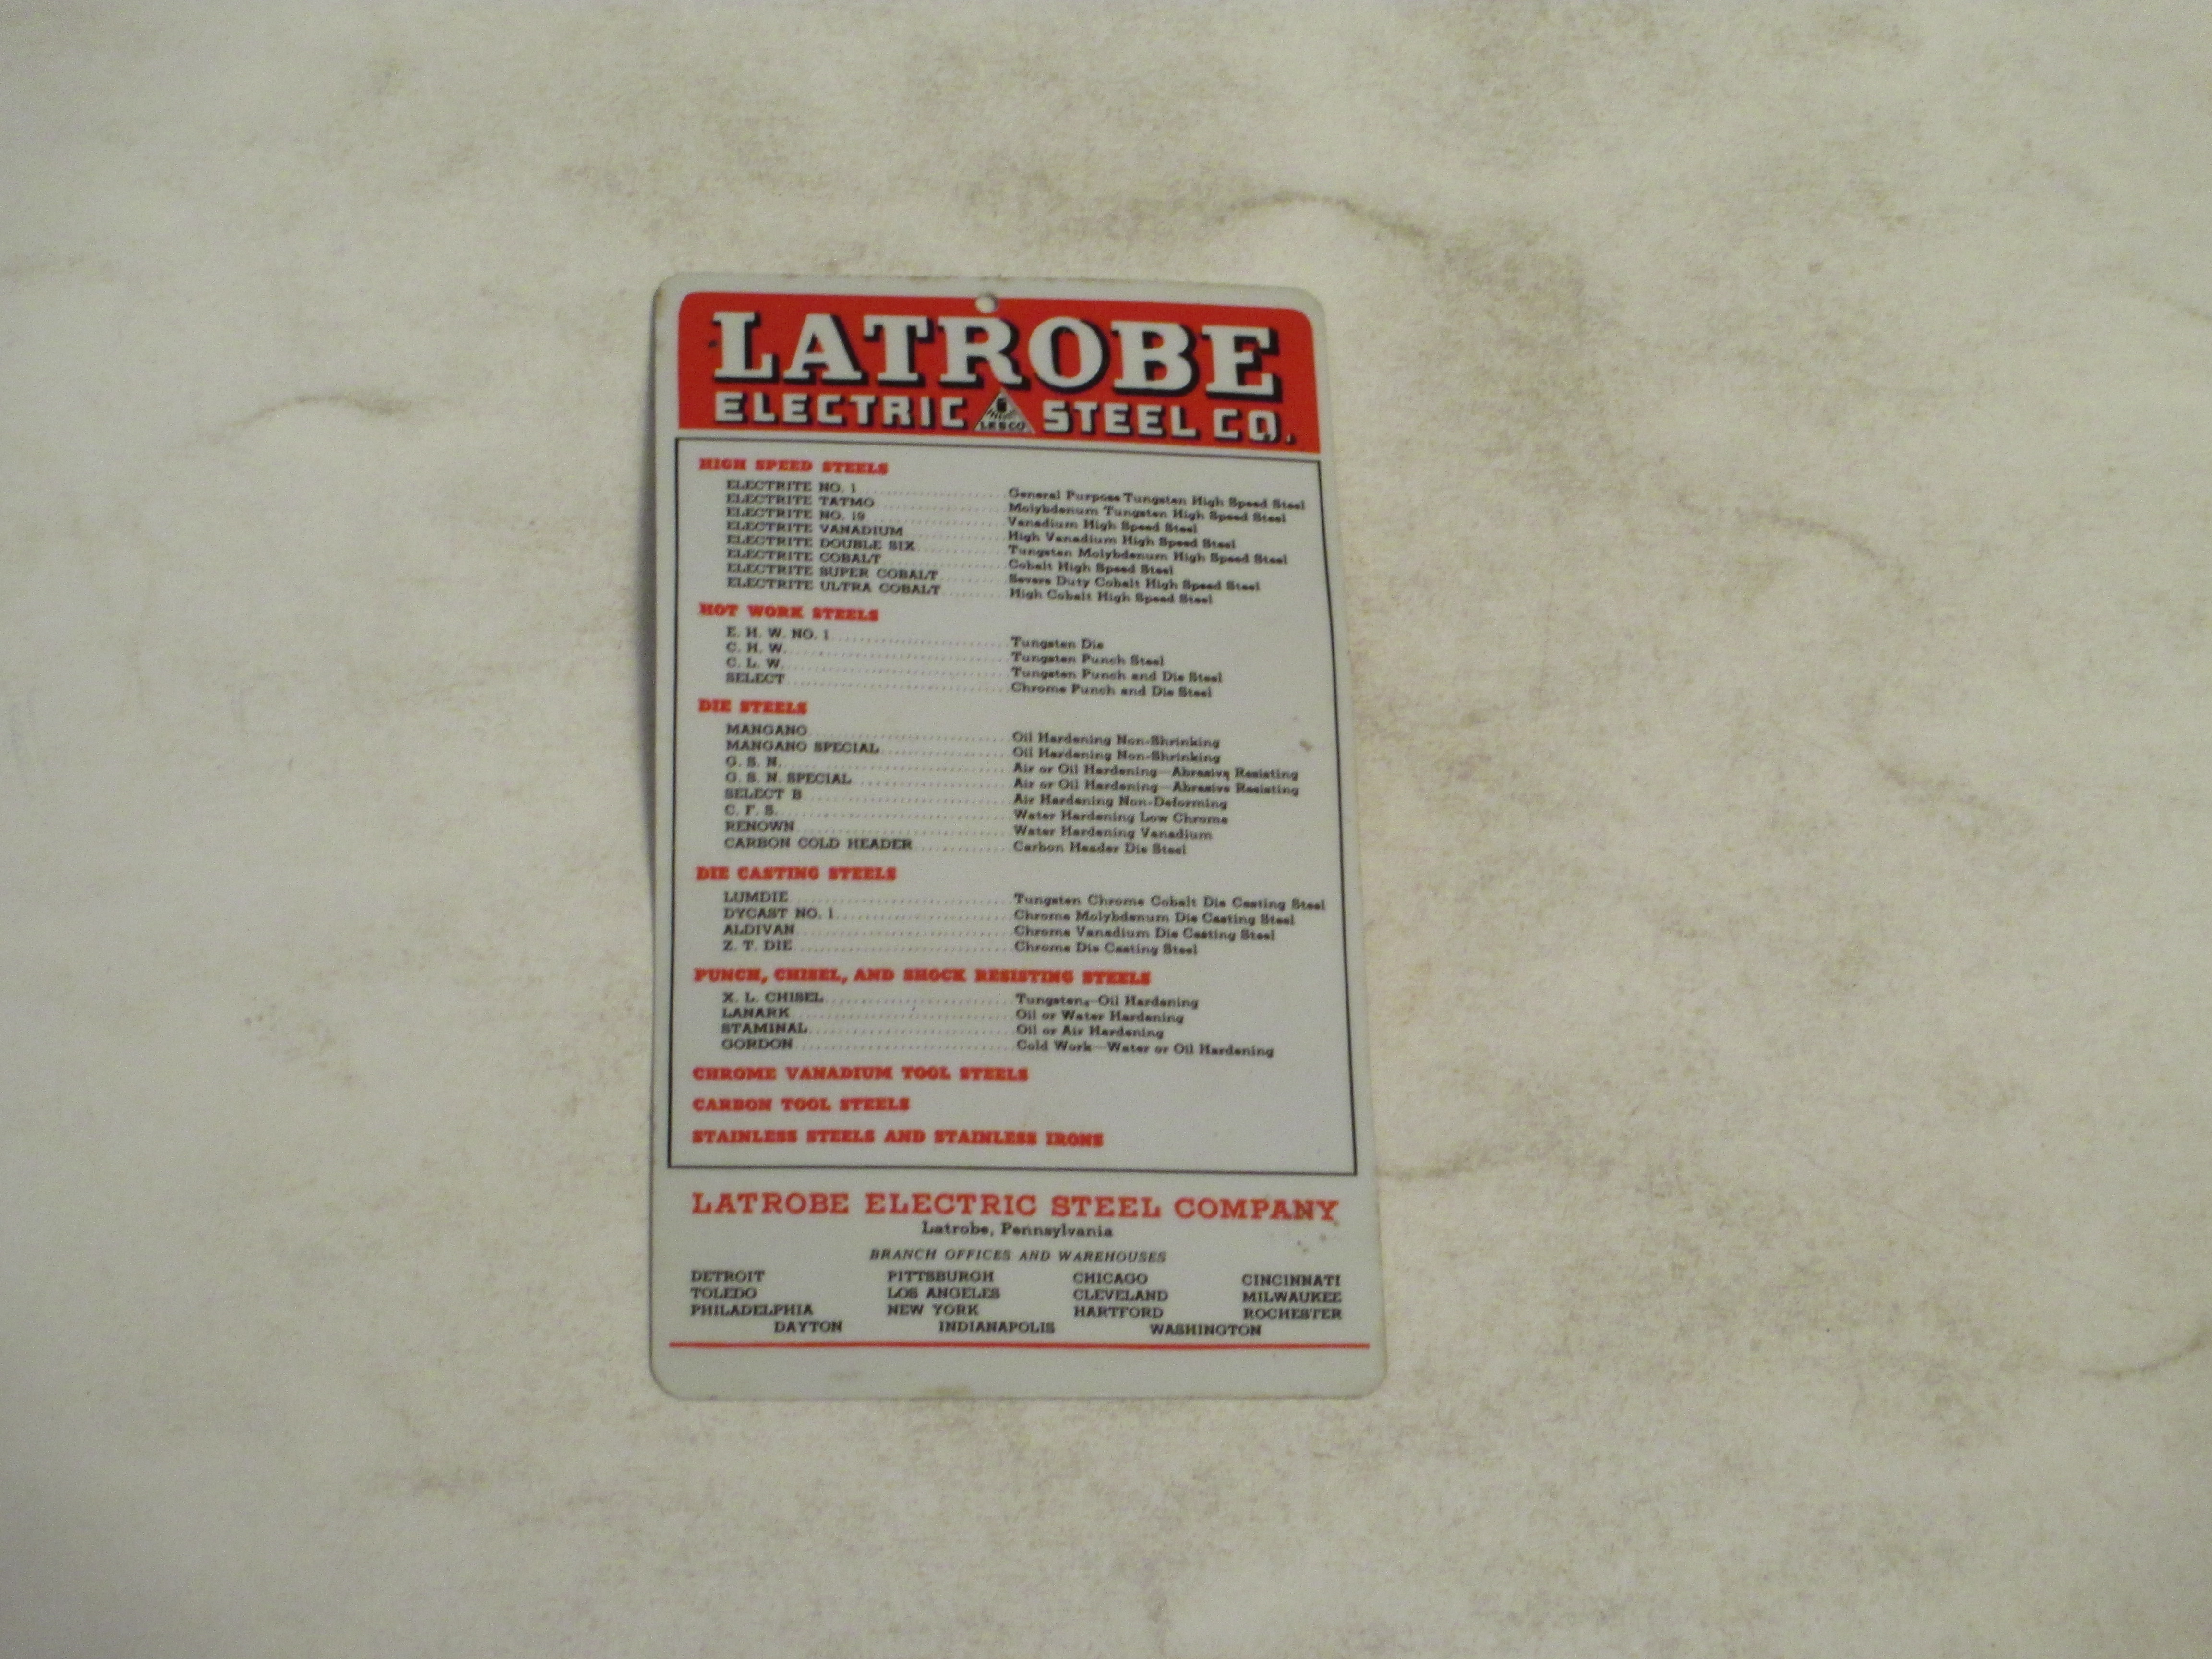 LATROBE
ELECTRIC LESCO STEEL CO.
HIGH SPEED STEELS
ELECTRITE NO. 1 General Purpose Tungsten High Speed Steel
ELECTRITE TATMO Molybdenum Tungsten High Speed Steel
ELECTRITE NO. 19 Vanadium High Speed Steel
ELECTRITE VANADIUM High Vanadium High Speed Steel
ELECTRITE DOUBLE SIX Tungsten Molybdenum High Speed Steel
ELECTRITE COBALT Cobalt High Speed Steel
ELECTRITE SUPER COBALT Severe Duty Cobalt High Speed Steel
ELECTRITE ULTRA COBALT High Cobalt High Speed Steel
HOT WORK STEELS
E. H. W. NO. 1 Tungsten Die
C. H. W. Tungsten Punch Steel
C. L. W. Tungsten Punch and Die Steel
SELECT Chrome Punch and Die Steel
DIE STEELS
MANGANO Oil Hardening Non-Shrinking
MANGANO SPECIAL Oil Hardening Non-Shrinking
G. S. N. Air or Oil Hardening—Abrasive Resisting
G. S. N. SPECIAL Air or Oil Hardening—Abrasive Resisting
SELECT B Air Hardening Non-Deforming
C. F. S. Water Hardening Low Chrome
RENOWN Water Hardening Vanadium
CARBON COLD HEADER Carbon Header Die Steel
DIE CASTING STEELS
LUMDIE Tungsten Chrome Cobalt Die Casting Steel
DYCAST NO. 1 Chrome Molybdenum Die Casting Steel
ALDIVAN Chrome Vanadium Die Casting Steel
Z. T. DIE Chrome Die Casting Steel
PUNCH, CHISEL, AND SHOCK RESISTING STEELS
X. L. CHISEL Tungsten,—Oil Hardening
LANARK Oil or Water Hardening
STAMINAL Oil or Air Hardening
GORDON Cold Work—Water or Oil Hardening
CHROME VANADIUM TOOL STEELS
CARBON TOOL STEELS
STAINLESS STEELS AND STAINLESS IRONS
LATROBE ELECTRIC STEEL COMPANY
Latrobe, Pennsylvania
BRANCH OFFICES AND WAREHOUSES
DETROIT PITTSBURGH CHICAGO CINCINNATI
TOLEDO LOS ANGELES CLEVELAND MILWAUKEE
PHILADELPHIA NEW YORK HARTFORD ROCHESTER
DAYTON INDIANAPOLIS WASHINGTON